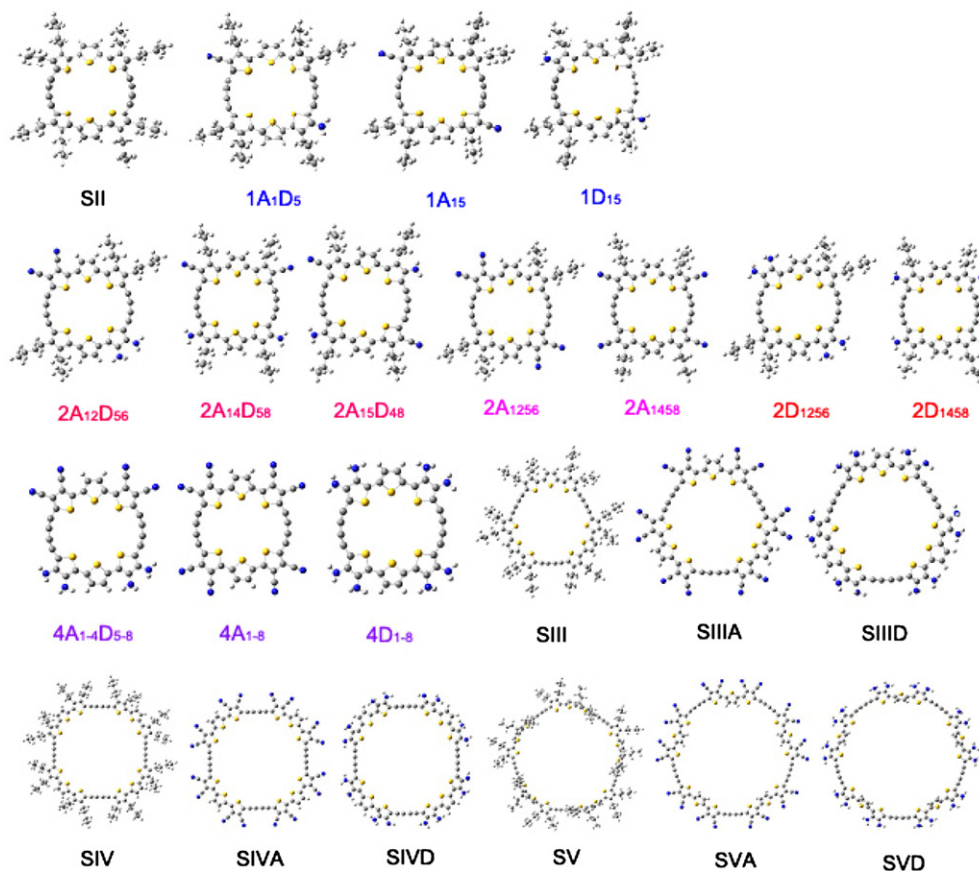 SII 1A₁D₅ 1A₁₅ 1D₁₅
2A₁₂D₅₆ 2A₁₄D₅₈ 2A₁₅D₄₈ 2A₁₂₅₆ 2A₁₄₅₈ 2D₁₂₅₆ 2D₁₄₅₈
4A₁₋₄D₅₋₈ 4A₁₋₈ 4D₁₋₈ SIII SIIIA SIIID
SIV SIVA SIVD SV SVA SVD